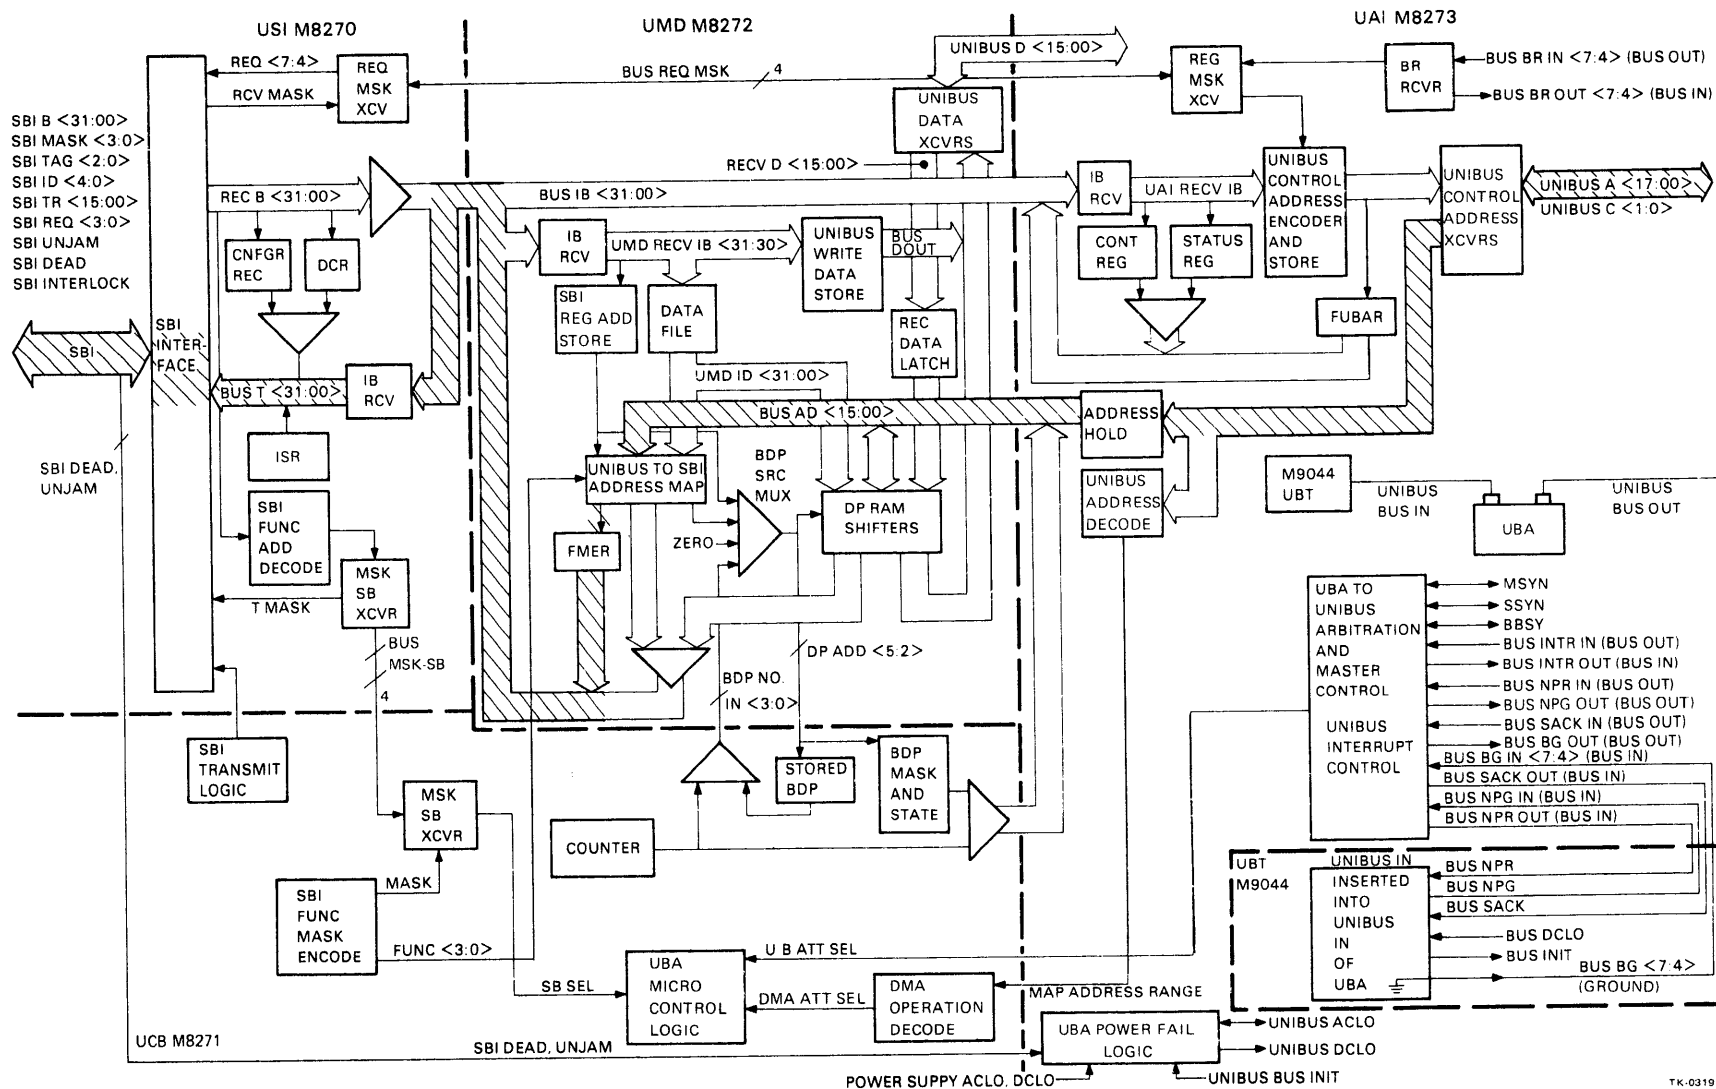 USI M8270
UMD M8272
UAI M8273
REQ <7:4>
RCV MASK
REQ
MSK
XCV
BUS REQ MSK
4
UNIBUS D <15:00>
REG
MSK
XCV
BR
RCVR
BUS BR IN <7:4> (BUS OUT)
BUS BR OUT <7:4> (BUS IN)
SBI B <31:00>
SBI MASK <3:0>
SBI TAG <2:0>
SBI ID <4:0>
SBI TR <15:00>
SBI REQ <3:0>
SBI UNJAM
SBI DEAD
SBI INTERLOCK
UNIBUS
DATA
XCVRS
RECV D <15:00>
REC B <31:00>
BUS IB <31:00>
IB
RCV
UAI RECV IB
UNIBUS
CONTROL
ADDRESS
ENCODER
AND
STORE
UNIBUS
CONTROL
ADDRESS
XCVRS
UNIBUS A <17:00>
UNIBUS C <1:0>
CNFGR
REC
DCR
IB
RCV
UMD RECV IB <31:30>
UNIBUS
WRITE
DATA
STORE
BUS
DOUT
CONT
REG
STATUS
REG
SBI
REG ADD
STORE
DATA
FILE
REC
DATA
LATCH
FUBAR
SBI
SBI
INTER-
FACE
BUS T <31:00>
IB
RCV
UMD ID <31:00>
BUS AD <15:00>
ADDRESS
HOLD
ISR
SBI DEAD,
UNJAM
UNIBUS TO SBI
ADDRESS MAP
BDP
SRC
MUX
ZERO
DP RAM
SHIFTERS
UNIBUS
ADDRESS
DECODE
M9044
UBT
UNIBUS
BUS IN
UBA
UNIBUS
BUS OUT
SBI
FUNC
ADD
DECODE
FMER
MSK
SB
XCVR
T MASK
BUS
MSK-SB
4
DP ADD <5:2>
BDP NO.
IN <3:0>
UBA TO
UNIBUS
ARBITRATION
AND
MASTER
CONTROL
UNIBUS
INTERRUPT
CONTROL
MSYN
SSYN
BBSY
BUS INTR IN (BUS OUT)
BUS INTR OUT (BUS IN)
BUS NPR IN (BUS OUT)
BUS NPG OUT (BUS OUT)
BUS SACK IN (BUS OUT)
BUS BG OUT (BUS OUT)
BUS BG IN <7:4> (BUS IN)
BUS SACK OUT (BUS IN)
BUS NPG IN (BUS IN)
BUS NPR OUT (BUS IN)
SBI
TRANSMIT
LOGIC
MSK
SB
XCVR
STORED
BDP
BDP
MASK
AND
STATE
COUNTER
UBT
M9044
UNIBUS IN
INSERTED
INTO
UNIBUS
IN
OF
UBA
BUS NPR
BUS NPG
BUS SACK
BUS DCLO
BUS INIT
BUS BG <7:4>
(GROUND)
SBI
FUNC
MASK
ENCODE
MASK
FUNC <3:0>
U B ATT SEL
SB SEL
UBA
MICRO
CONTROL
LOGIC
DMA ATT SEL
DMA
OPERATION
DECODE
MAP ADDRESS RANGE
UCB M8271
SBI DEAD, UNJAM
UBA POWER FAIL
LOGIC
UNIBUS ACLO
UNIBUS DCLO
POWER SUPPY ACLO, DCLO
UNIBUS BUS INIT
TK-0319